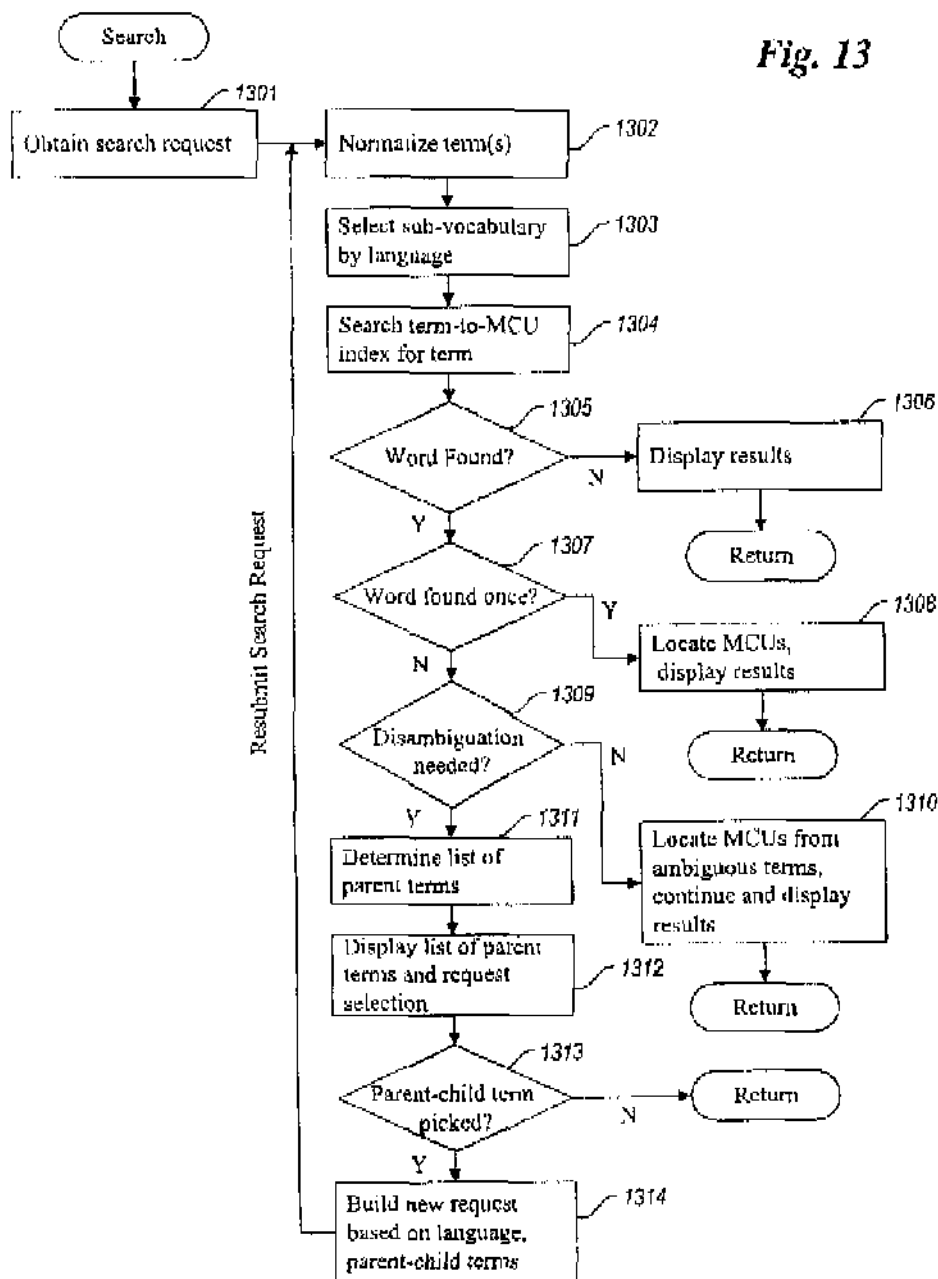 Search
Fig. 13
1301
Obtain search request
Normalize term(s)
1302
Select sub-vocabulary
by language
1303
Search term-to-MCU
index for term
1304
1305
Word Found?
N
Y
1306
Display results
Return
1307
Word found once?
Y
N
1308
Locate MCUs,
display results
Return
1309
Disambiguation
needed?
N
Y
1310
Locate MCUs from
ambiguous terms,
continue and display
results
Return
1311
Determine list of
parent terms
Display list of parent
terms and request
selection
1312
1313
Parent-child term
picked?
N
Return
Y
Build new request
based on language,
parent-child terms
1314
Resubmit Search Request